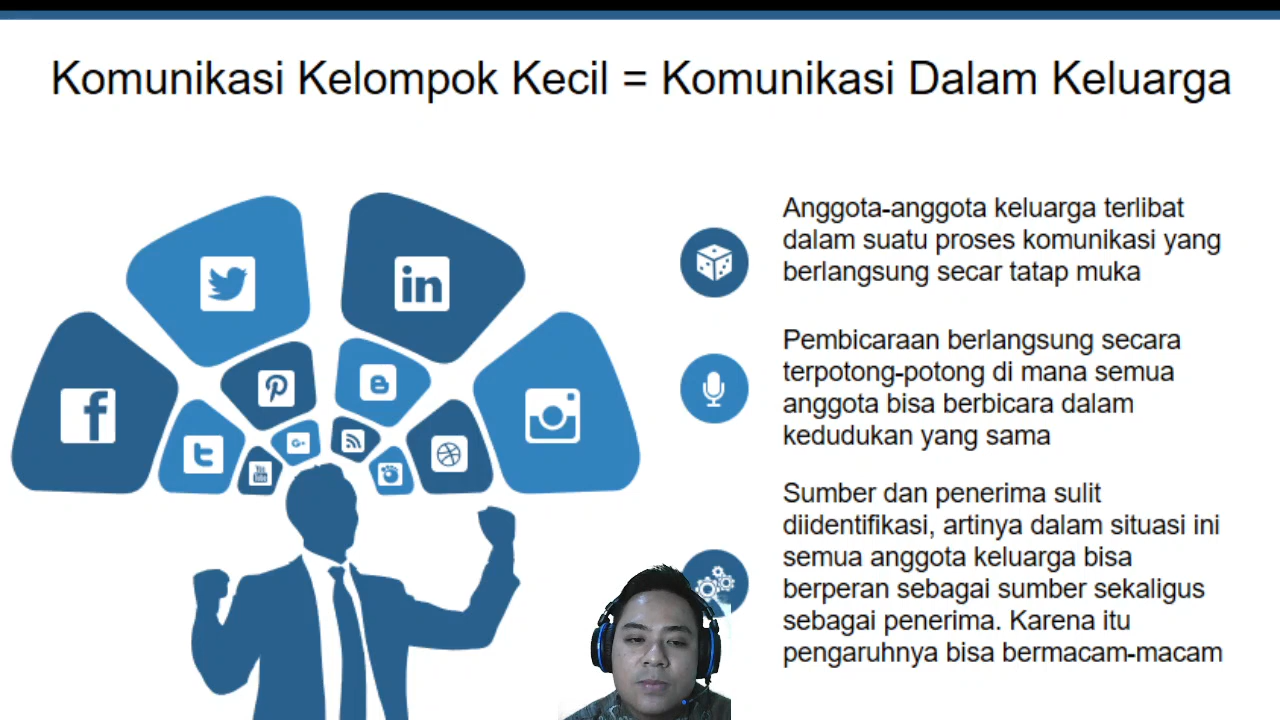 Komunikasi Kelompok Kecil = Komunikasi Dalam Keluarga
Anggota-anggota keluarga terlibat
dalam suatu proses komunikasi yang
berlangsung secar tatap muka
Pembicaraan berlangsung secara
terpotong-potong di mana semua
anggota bisa berbicara dalam
kedudukan yang sama
Sumber dan penerima sulit
diidentifikasi, artinya dalam situasi ini
semua anggota keluarga bisa
berperan sebagai sumber sekaligus
sebagai penerima. Karena itu
pengaruhnya bisa bermacam-macam
in